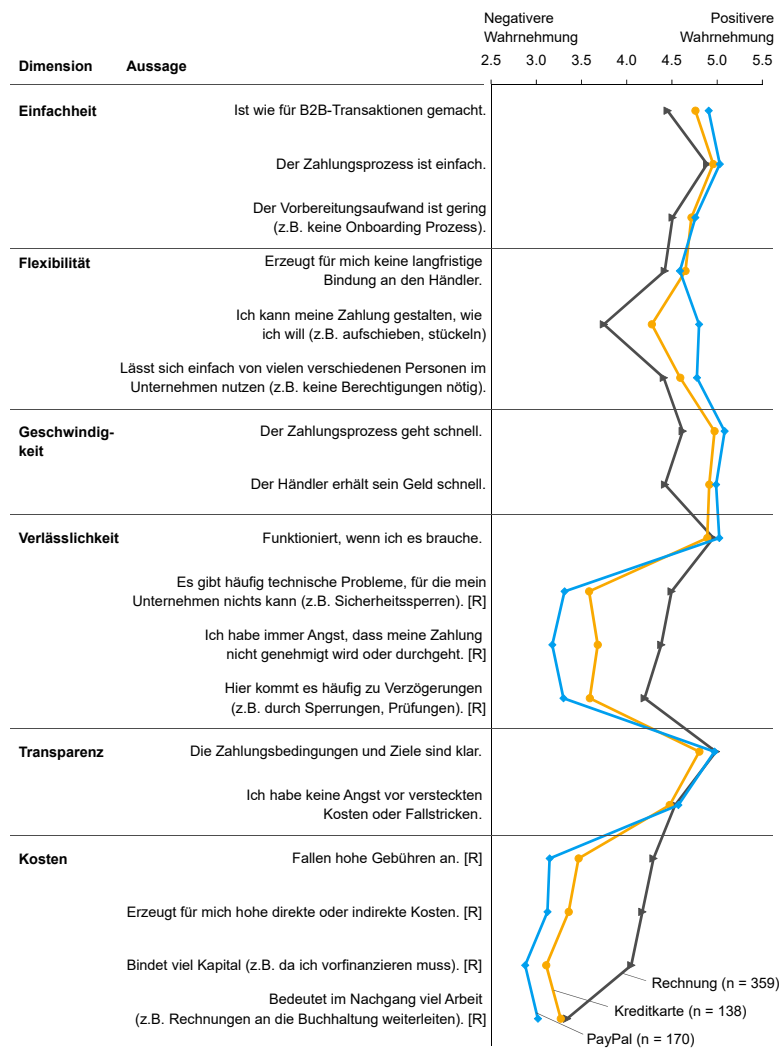 Negativere Wahrnehmung
Positivere Wahrnehmung
2.5 3.0 3.5 4.0 4.5 5.0 5.5
Dimension Aussage
Einfachheit
Ist wie für B2B-Transaktionen gemacht.
Der Zahlungsprozess ist einfach.
Der Vorbereitungsaufwand ist gering
(z.B. keine Onboarding Prozess).
Flexibilität
Erzeugt für mich keine langfristige
Bindung an den Händler.
Ich kann meine Zahlung gestalten, wie
ich will (z.B. aufschieben, stückeln)
Lässt sich einfach von vielen verschiedenen Personen im
Unternehmen nutzen (z.B. keine Berechtigungen nötig).
Geschwindig-
keit
Der Zahlungsprozess geht schnell.
Der Händler erhält sein Geld schnell.
Verlässlichkeit
Funktioniert, wenn ich es brauche.
Es gibt häufig technische Probleme, für die mein
Unternehmen nichts kann (z.B. Sicherheitssperren). [R]
Ich habe immer Angst, dass meine Zahlung
nicht genehmigt wird oder durchgeht. [R]
Hier kommt es häufig zu Verzögerungen
(z.B. durch Sperrungen, Prüfungen). [R]
Transparenz
Die Zahlungsbedingungen und Ziele sind klar.
Ich habe keine Angst vor versteckten
Kosten oder Fallstricken.
Kosten
Fallen hohe Gebühren an. [R]
Erzeugt für mich hohe direkte oder indirekte Kosten. [R]
Bindet viel Kapital (z.B. da ich vorfinanzieren muss). [R]
Bedeutet im Nachgang viel Arbeit
(z.B. Rechnungen an die Buchhaltung weiterleiten). [R]
Rechnung (n = 359)
Kreditkarte (n = 138)
PayPal (n = 170)